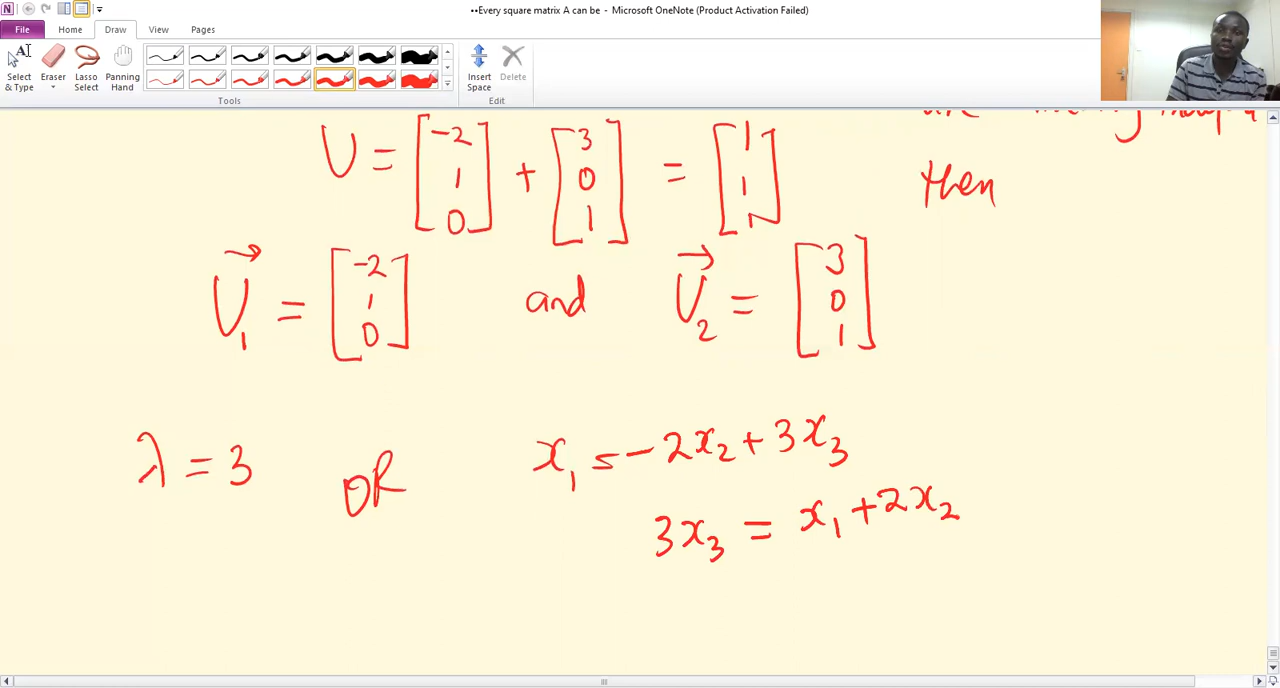 ••Every square matrix A can be - Microsoft OneNote (Product Activation Failed)
File Home Draw View Pages
Select & Type
Eraser
Lasso Select
Panning Hand
Insert Space
Delete
Tools
Edit
are
U = [-2 1 0] + [3 0 1] = [1 1 1]
then
U₁ = [-2 1 0] and U₂ = [3 0 1]
λ = 3 OR x₁ = -2x₂ + 3x₃
3x₃ = x₁ + 2x₂